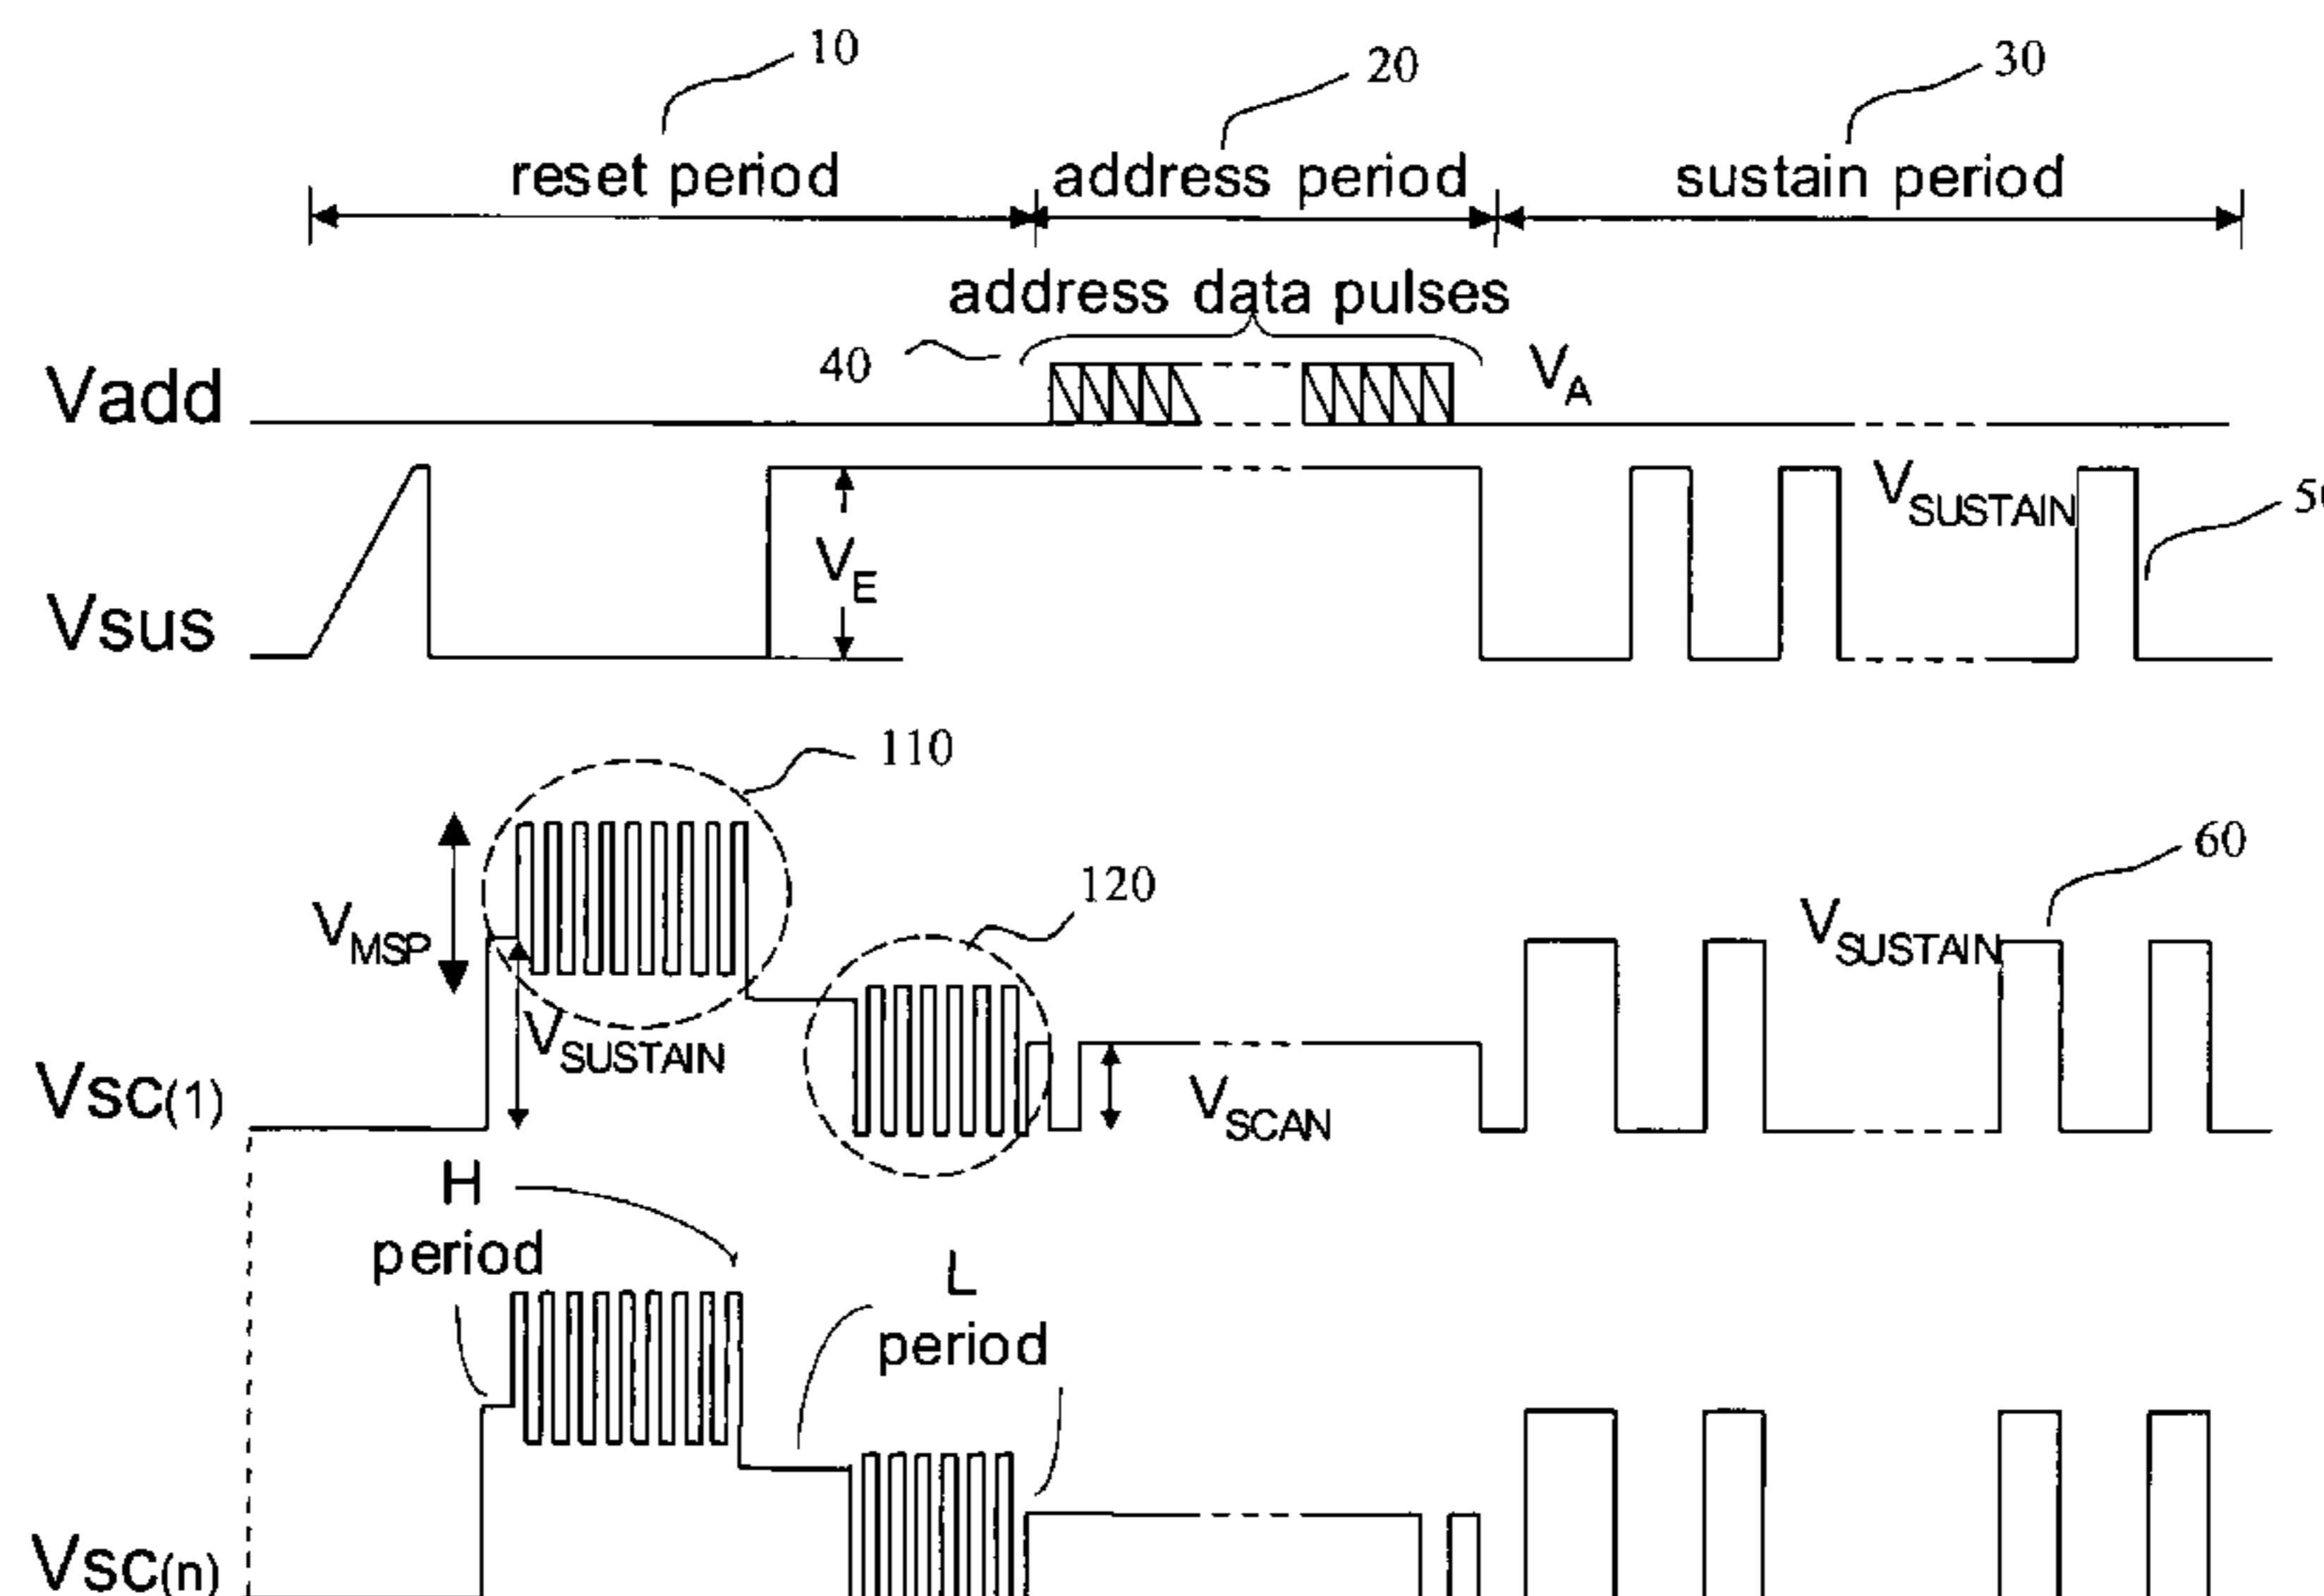 10
20
30
reset period
address period
sustain period
address data pulses
40
VA
Vadd
VSUSTAIN
VE
Vsus
110
60
120
VMSP
VSUSTAIN
VSUSTAIN
VSC(1)
VSCAN
H
period
L
period
VSC(n)